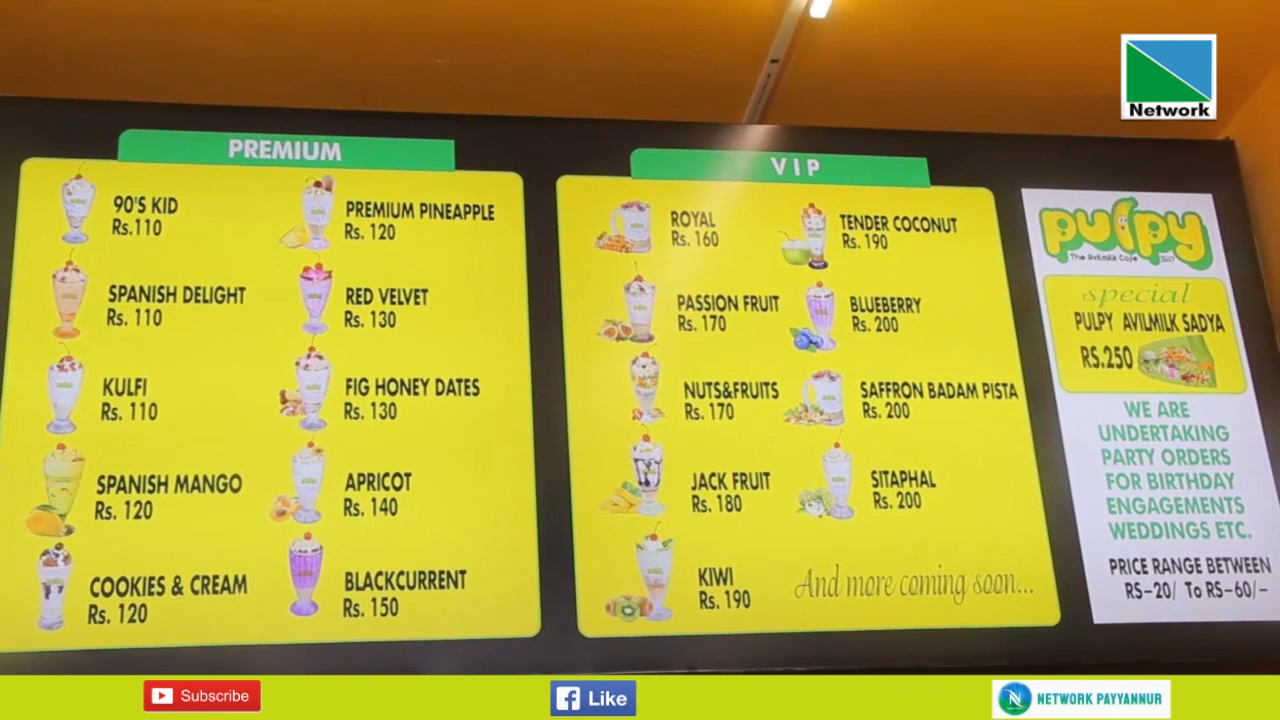 Network
PREMIUM
90'S KID
Rs.110
SPANISH DELIGHT
Rs. 110
KULFI
Rs. 110
SPANISH MANGO
Rs. 120
COOKIES & CREAM
Rs. 120
PREMIUM PINEAPPLE
Rs. 120
RED VELVET
Rs. 130
FIG HONEY DATES
Rs. 130
APRICOT
Rs. 140
BLACKCURRENT
Rs. 150
VIP
ROYAL
Rs. 160
PASSION FRUIT
Rs. 170
NUTS&FRUITS
Rs. 170
JACK FRUIT
Rs. 180
KIWI
Rs. 190
TENDER COCONUT
Rs. 190
BLUEBERRY
Rs. 200
SAFFRON BADAM PISTA
Rs. 200
SITAPHAL
Rs. 200
And more coming soon...
pulpy
The Avilmilk Cafe
special
PULPY AVILMILK SADYA
RS.250
WE ARE
UNDERTAKING
PARTY ORDERS
FOR BIRTHDAY
ENGAGEMENTS
WEDDINGS ETC.
PRICE RANGE BETWEEN
RS-20/ To RS-60/-
Subscribe
f Like
N NETWORK PAYYANNUR